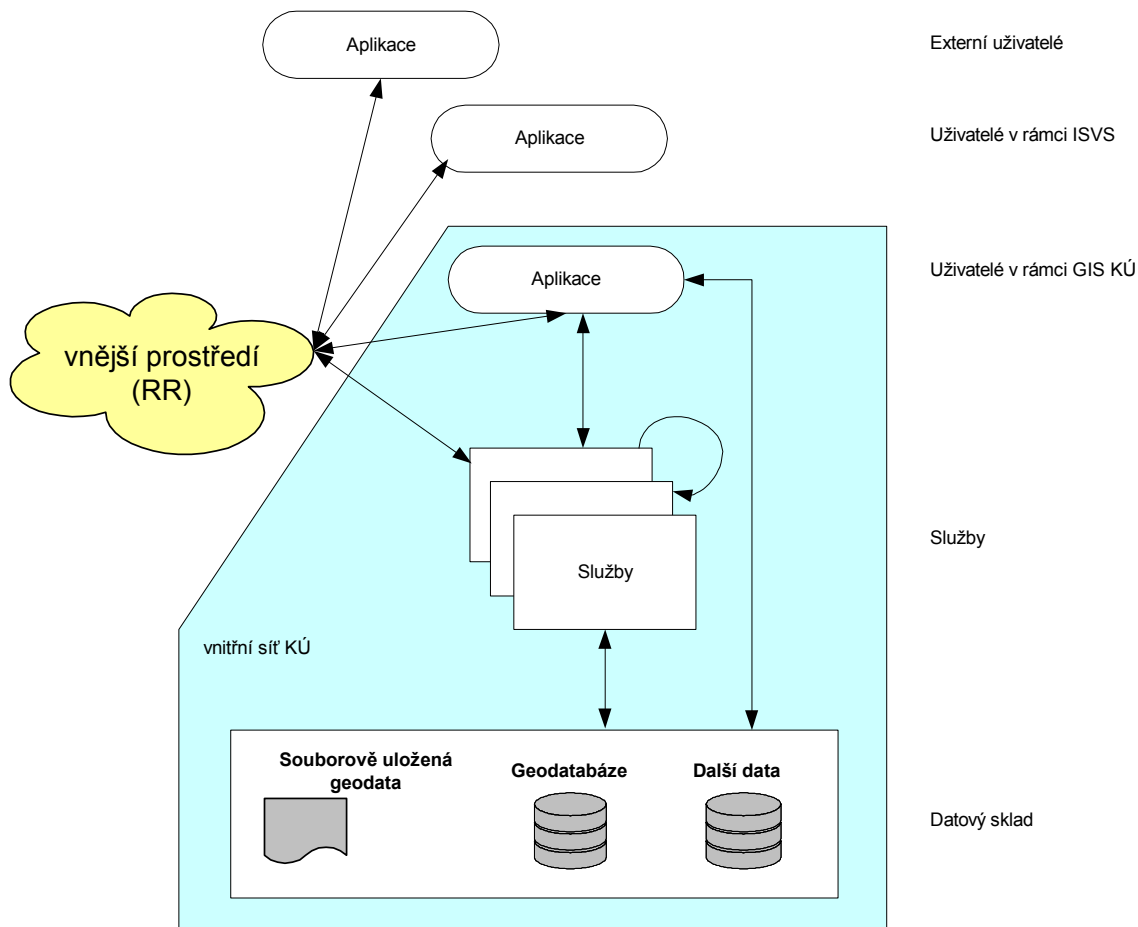 Aplikace
Externí uživatelé
Aplikace
Uživatelé v rámci ISVS
Aplikace
Uživatelé v rámci GIS KÚ
vnější prostředí
(RR)
Služby
Služby
vnitřní síť KÚ
Souborově uložená
geodata
Geodatabáze
Další data
Datový sklad